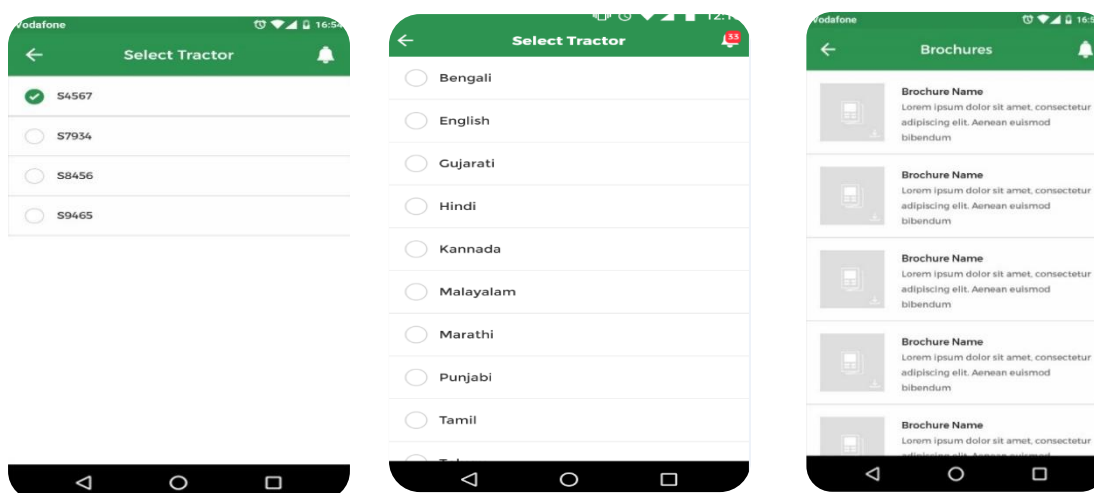 Vodafone
16:54
Select Tractor
S4567
S7934
S8456
S9465
Select Tractor
33
Bengali
English
Gujarati
Hindi
Kannada
Malayalam
Marathi
Punjabi
Tamil
Vodafone
Brochures
Brochure Name
Lorem ipsum dolor sit amet, consectetur
adipiscing elit. Aenean euismod
bibendum
Brochure Name
Lorem ipsum dolor sit amet, consectetur
adipiscing elit. Aenean euismod
bibendum
Brochure Name
Lorem ipsum dolor sit amet, consectetur
adipiscing elit. Aenean euismod
bibendum
Brochure Name
Lorem ipsum dolor sit amet, consectetur
adipiscing elit. Aenean euismod
bibendum
Brochure Name
Lorem ipsum dolor sit amet, consectetur
adipiscing elit. Aenean euismod